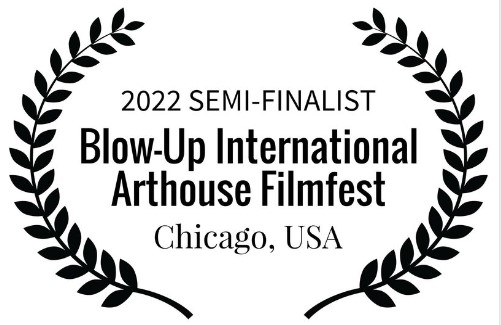 2022 SEMI-FINALIST
Blow-Up International
Arthouse Filmfest
Chicago, USA